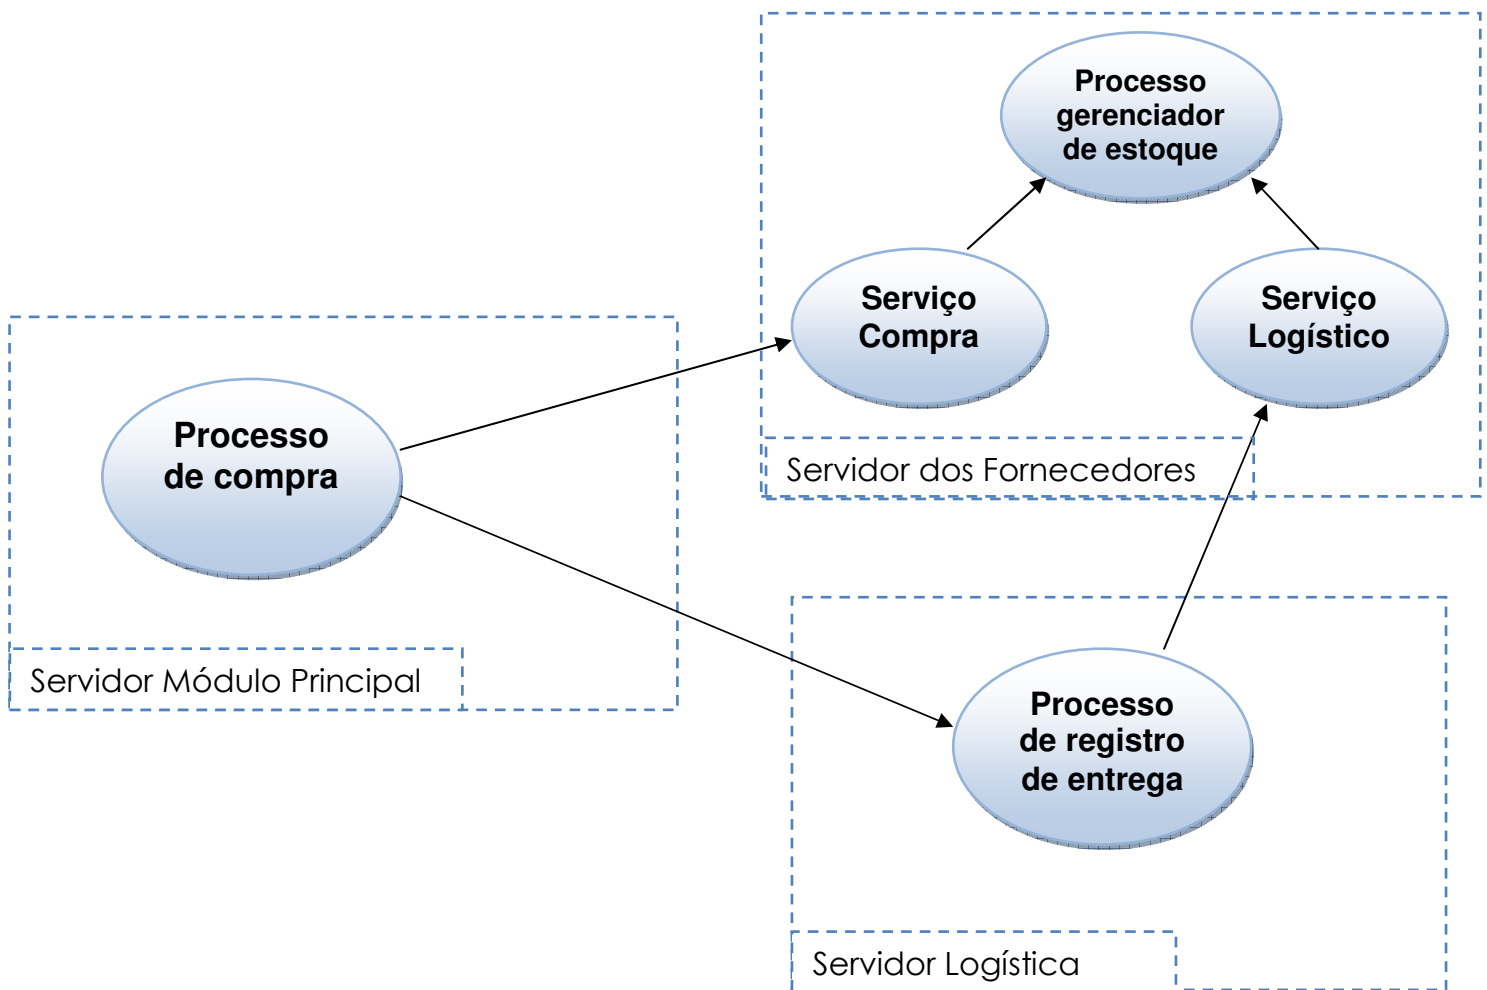 Processo
gerenciador
de estoque
Serviço
Compra
Serviço
Logístico
Servidor dos Fornecedores
Processo
de compra
Servidor Módulo Principal
Processo
de registro
de entrega
Servidor Logística